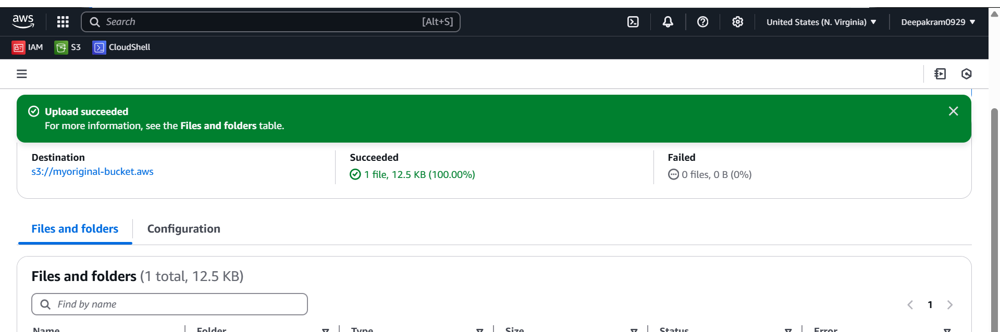 aws
Search [Alt+S]
United States (N. Virginia) Deepakram0929
IAM S3 CloudShell
Upload succeeded
For more information, see the Files and folders table.
Destination
s3://myoriginal-bucket.aws
Succeeded
1 file, 12.5 KB (100.00%)
Failed
0 files, 0 B (0%)
Files and folders Configuration
Files and folders (1 total, 12.5 KB)
Find by name
1
Name Folder Type Size Status Error